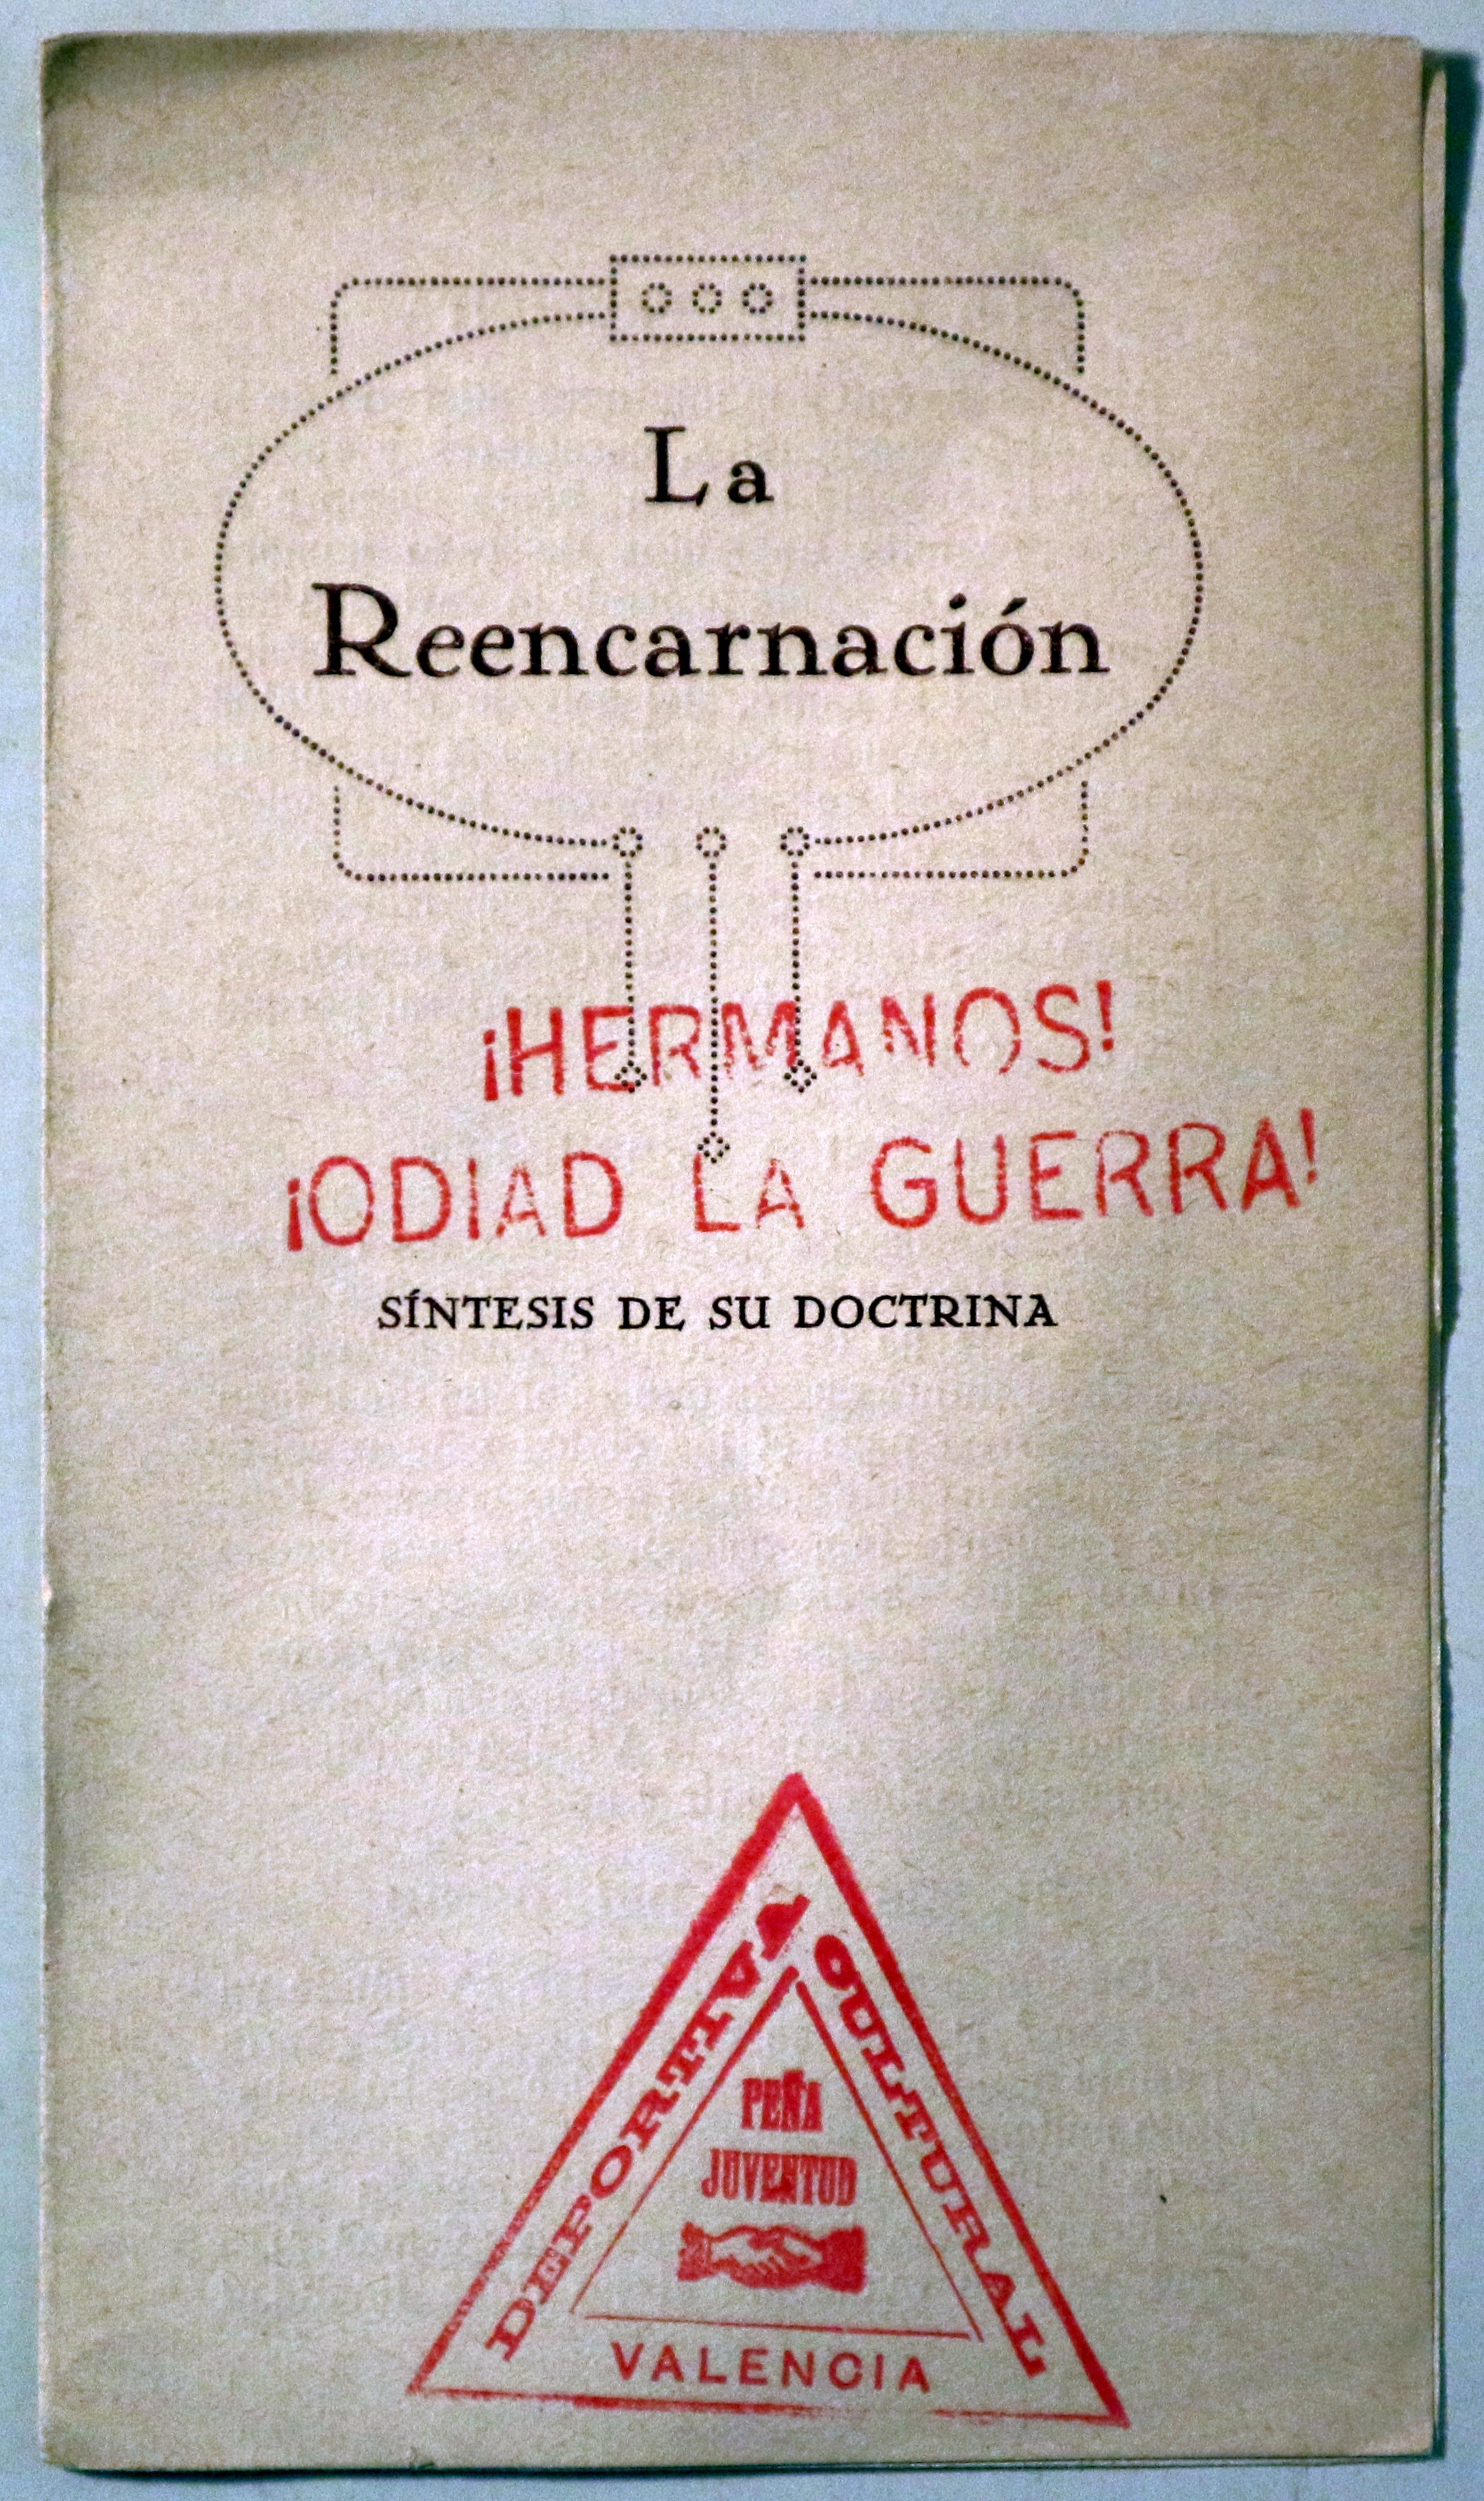 La
Reencarnación
¡HERMANOS!
¡ODIAD LA GUERRA!
SÍNTESIS DE SU DOCTRINA
DEPORTIVA
CULTURAL
PEÑA
JUVENTUD
VALENCIA